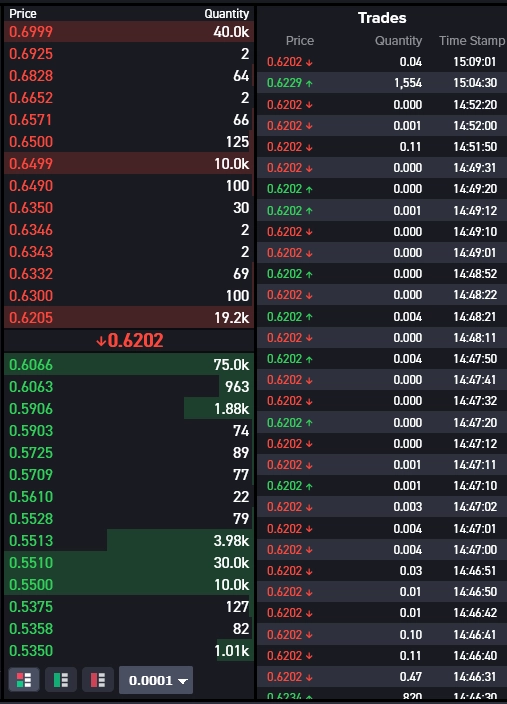 Price Quantity
0.6999 40.0k
0.6925 2
0.6828 64
0.6652 2
0.6571 66
0.6500 125
0.6499 10.0k
0.6490 100
0.6350 30
0.6346 2
0.6343 2
0.6332 69
0.6300 100
0.6205 19.2k
↓0.6202
0.6066 75.0k
0.6063 963
0.5906 1.88k
0.5903 74
0.5725 89
0.5709 77
0.5610 22
0.5528 79
0.5513 3.98k
0.5510 30.0k
0.5500 10.0k
0.5375 127
0.5358 82
0.5350 1.01k
0.0001
Trades
Price Quantity Time Stamp
0.6202 ↓ 0.04 15:09:01
0.6229 ↑ 1,554 15:04:30
0.6202 ↓ 0.000 14:52:20
0.6202 ↓ 0.001 14:52:00
0.6202 ↓ 0.11 14:51:50
0.6202 ↓ 0.000 14:49:31
0.6202 ↑ 0.000 14:49:20
0.6202 ↑ 0.001 14:49:12
0.6202 ↓ 0.000 14:49:10
0.6202 ↓ 0.000 14:49:01
0.6202 ↑ 0.000 14:48:52
0.6202 ↓ 0.000 14:48:22
0.6202 ↑ 0.004 14:48:21
0.6202 ↓ 0.000 14:48:11
0.6202 ↑ 0.004 14:47:50
0.6202 ↓ 0.000 14:47:41
0.6202 ↓ 0.000 14:47:32
0.6202 ↑ 0.000 14:47:20
0.6202 ↓ 0.000 14:47:12
0.6202 ↓ 0.001 14:47:11
0.6202 ↑ 0.001 14:47:10
0.6202 ↓ 0.003 14:47:02
0.6202 ↓ 0.004 14:47:01
0.6202 ↓ 0.004 14:47:00
0.6202 ↓ 0.03 14:46:51
0.6202 ↓ 0.01 14:46:50
0.6202 ↓ 0.01 14:46:42
0.6202 ↓ 0.10 14:46:41
0.6202 ↓ 0.11 14:46:40
0.6202 ↓ 0.47 14:46:31
0.6234 ↑ 820 14:46:30